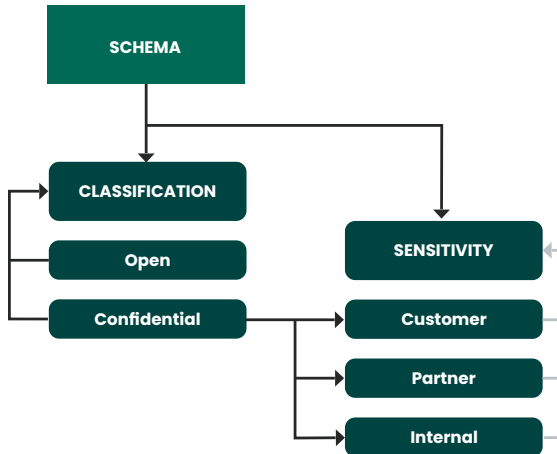 SCHEMA
CLASSIFICATION
Open
Confidential
SENSITIVITY
Customer
Partner
Internal